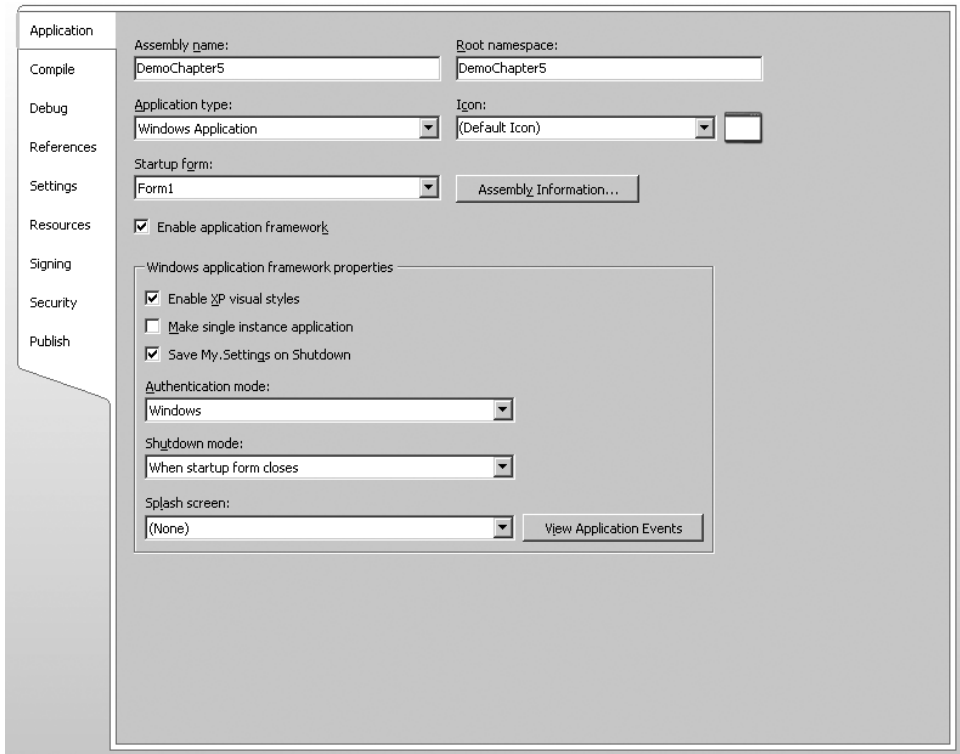 Application
Compile
Debug
References
Settings
Resources
Signing
Security
Publish
Assembly name:
Root namespace:
DemoChapter5
DemoChapter5
Application type:
Icon:
Windows Application
(Default Icon)
Startup form:
Form1
Assembly Information...
Enable application framework
Windows application framework properties
Enable XP visual styles
Make single instance application
Save My.Settings on Shutdown
Authentication mode:
Windows
Shutdown mode:
When startup form closes
Splash screen:
(None)
View Application Events